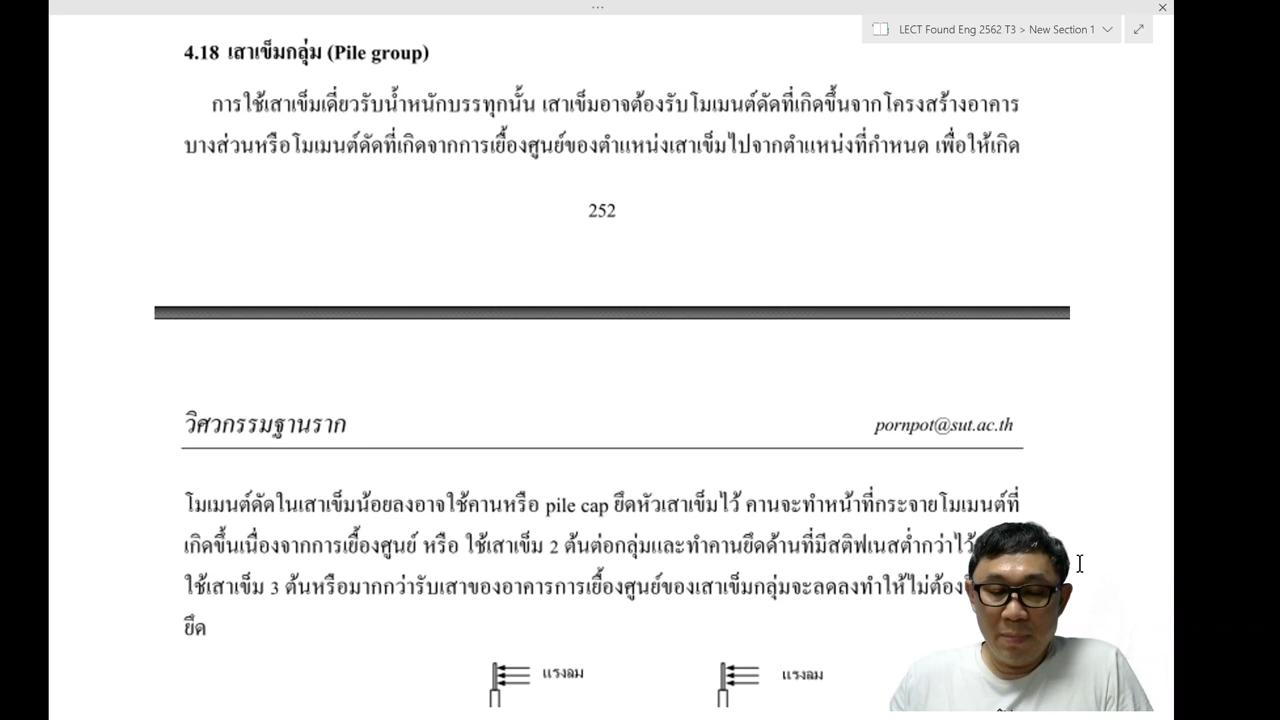 LECT Found Eng 2562 T3 > New Section 1
4.18 เสาเข็มกลุ่ม (Pile group)
การใช้เสาเข็มเดี่ยวรับน้ำหนักบรรทุกนั้น เสาเข็มอาจต้องรับโมเมนต์ดัดที่เกิดขึ้นจากโครงสร้างอาคาร
บางส่วนหรือโมเมนต์ดัดที่เกิดจากการเยื้องศูนย์ของตำแหน่งเสาเข็มไปจากตำแหน่งที่กำหนด เพื่อให้เกิด
252
วิศวกรรมฐานราก pornpot@sut.ac.th
โมเมนต์ดัดในเสาเข็มน้อยลงอาจใช้คานหรือ pile cap ยึดหัวเสาเข็มไว้ คานจะทำหน้าที่กระจายโมเมนต์ที่
เกิดขึ้นเนื่องจากการเยื้องศูนย์ หรือ ใช้เสาเข็ม 2 ต้นต่อกลุ่มและทำคานยึดด้านที่มีสติฟเนสต่ำกว่าไว้
ใช้เสาเข็ม 3 ต้นหรือมากกว่ารับเสาของอาคารการเยื้องศูนย์ของเสาเข็มกลุ่มจะลดลงทำให้ไม่ต้อง
ยึด
แรงลม แรงลม